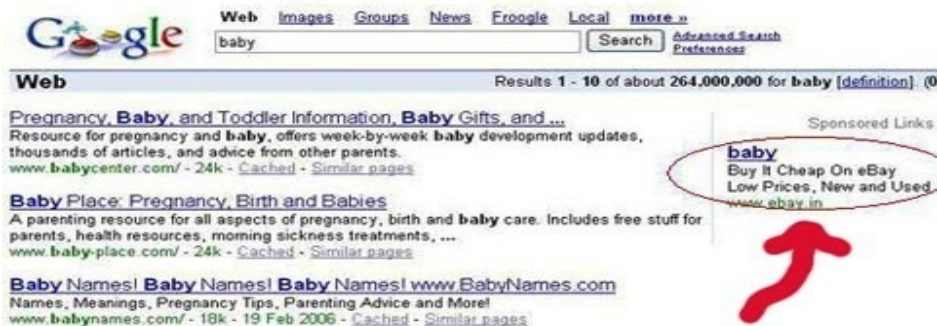 Google
Web Images Groups News Froogle Local more »
baby
Search
Advanced Search
Preferences
Web
Results 1 - 10 of about 264,000,000 for baby [definition]. (0
Pregnancy, Baby, and Toddler Information, Baby Gifts, and ...
Resource for pregnancy and baby, offers week-by-week baby development updates,
thousands of articles, and advice from other parents.
www.babycenter.com/ - 24k - Cached - Similar pages
Baby Place: Pregnancy, Birth and Babies
A parenting resource for all aspects of pregnancy, birth and baby care. Includes free stuff for
parents, health resources, morning sickness treatments, ...
www.baby-place.com/ - 24k - Cached - Similar pages
Baby Names! Baby Names! Baby Names! www.BabyNames.com
Names, Meanings, Pregnancy Tips, Parenting Advice and More!
www.babynames.com/ - 18k - 19 Feb 2006 - Cached - Similar pages
Sponsored Links
baby
Buy It Cheap On eBay
Low Prices, New and Used
www.ebay.in